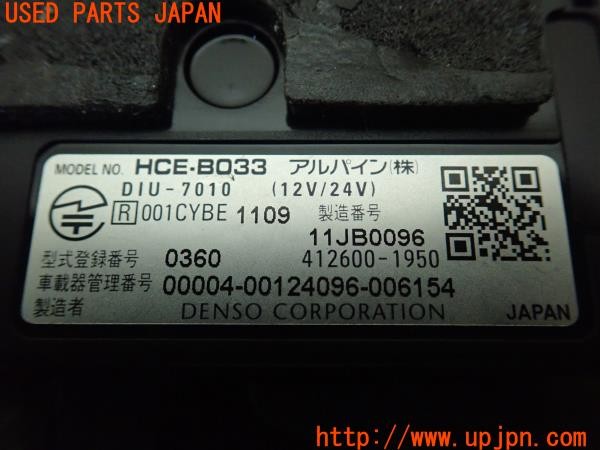 USED PARTS JAPAN
UPJ
MODEL NO. HCE-B033 アルパイン(株)
DIU-7010 (12V/24V)
R 001CYBE 1109 製造番号
11JB0096
型式登録番号 0360 412600-1950
車載器管理番号 00004-00124096-006154
製造者 DENSO CORPORATION JAPAN
UPJ
www.upjpn.com